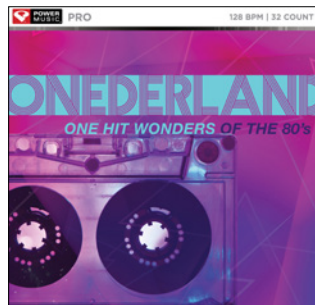 POWER MUSIC PRO 128 BPM | 32 COUNT
ONEDERLAND
ONE HIT WONDERS OF THE 80's